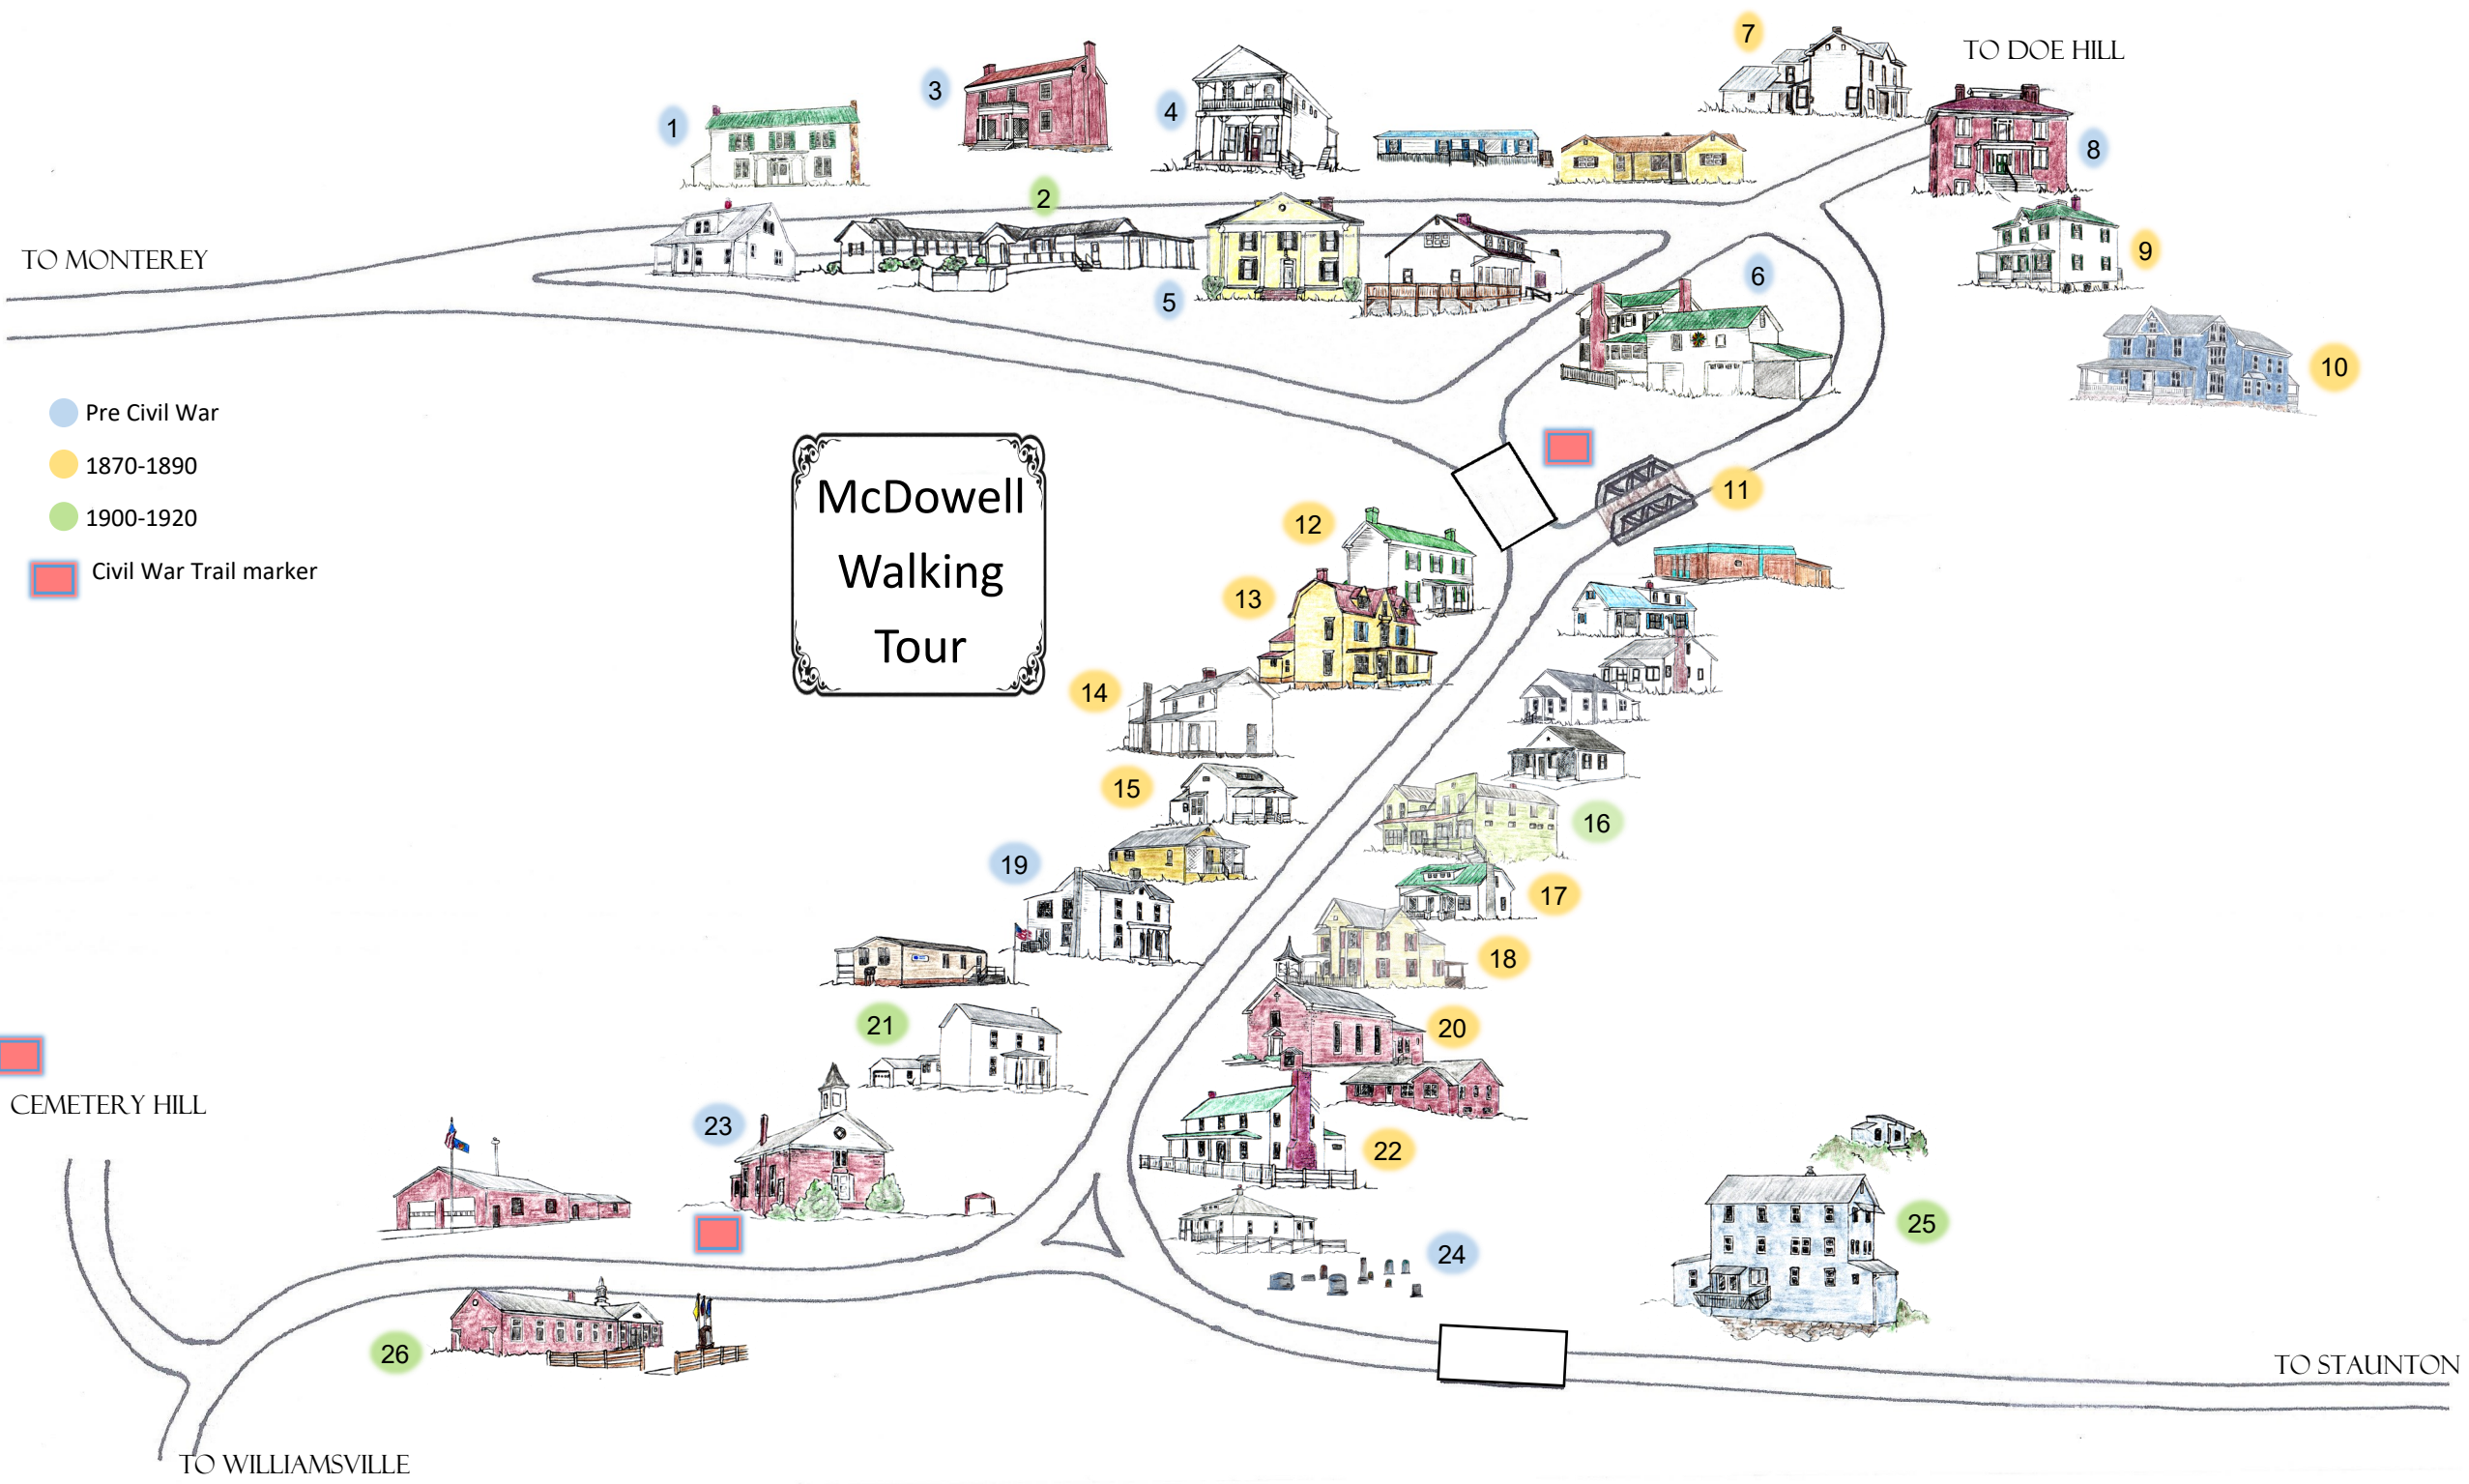 7
TO DOE HILL
3
4
1
8
2
TO MONTEREY
5
6
9
10
Pre Civil War
1870-1890
1900-1920
Civil War Trail marker
McDowell
Walking
Tour
11
12
13
14
15
16
19
17
18
21
20
CEMETERY HILL
23
22
24
25
26
TO STAUNTON
TO WILLIAMSVILLE